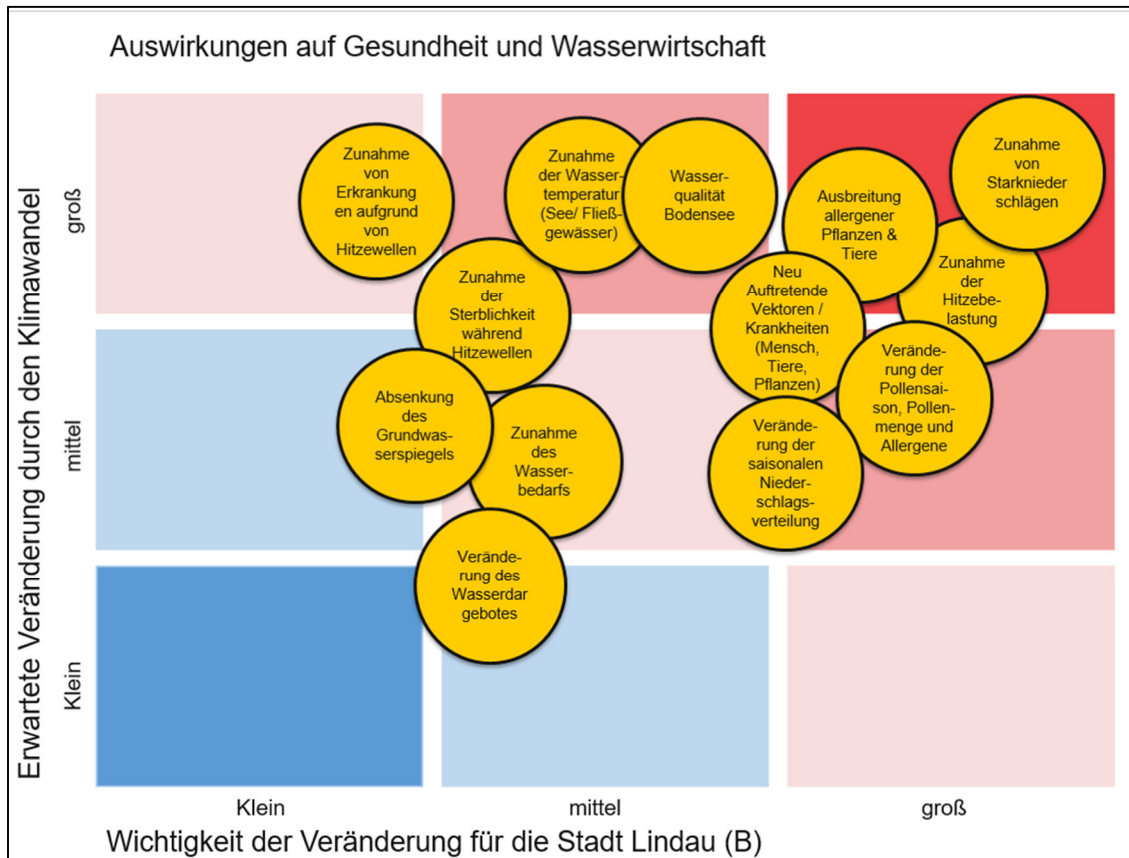 Auswirkungen auf Gesundheit und Wasserwirtschaft
Erwartete Veränderung durch den Klimawandel
groß
mittel
Klein
Zunahme
von
Erkrankung
en aufgrund
von
Hitzewellen
Zunahme
der Wasser-
temperatur
(See/ Fließ-
gewässer)
Wasser-
qualität
Bodensee
Ausbreitung
allergener
Pflanzen &
Tiere
Zunahme
von
Starknieder
schlägen
Zunahme
der
Sterblichkeit
während
Hitzewellen
Neu
Auftretende
Vektoren /
Krankheiten
(Mensch,
Tiere,
Pflanzen)
Zunahme
der
Hitzebe-
lastung
Absenkung
des
Grundwas-
serspiegels
Zunahme
des
Wasser-
bedarfs
Verände-
rung der
saisonalen
Nieder-
schlags-
verteilung
Veränderung
der
Pollensai-
son, Pollen-
menge und
Allergene
Verände-
rung des
Wasserdar
gebotes
Klein
mittel
groß
Wichtigkeit der Veränderung für die Stadt Lindau (B)